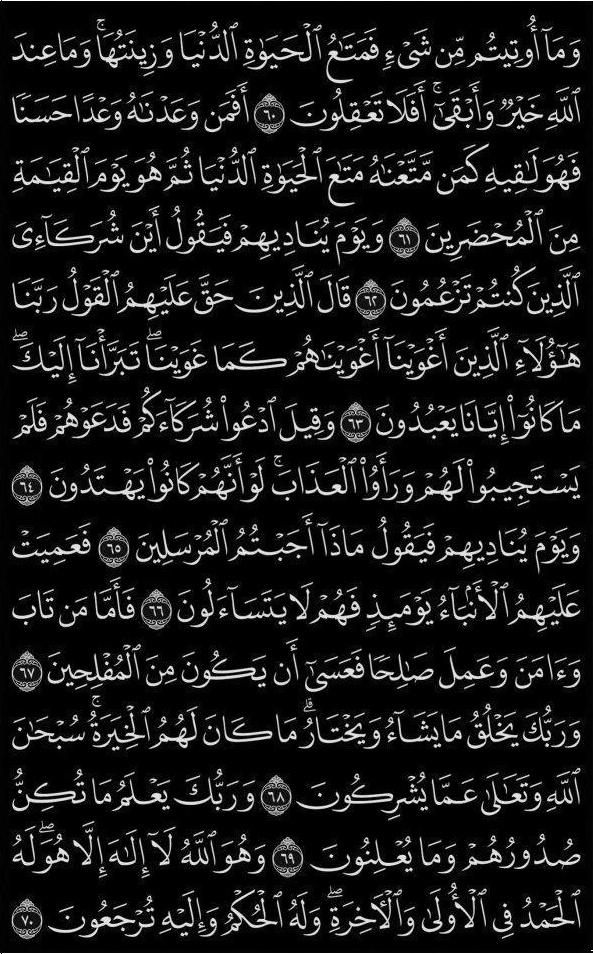 وَمَآ أُوتِيتُم مِّن شَىْءٍ فَمَتَـٰعُ ٱلْحَيَوٰةِ ٱلدُّنْيَا وَزِينَتُهَا ۚ وَمَا عِندَ
ٱللَّهِ خَيْرٌ وَأَبْقَىٰٓ ۚ أَفَلَا تَعْقِلُونَ ٦٠ أَفَمَن وَعَدْنَـٰهُ وَعْدًا حَسَنًا
فَهُوَ لَـٰقِيهِ كَمَن مَّتَّعْنَـٰهُ مَتَـٰعَ ٱلْحَيَوٰةِ ٱلدُّنْيَا ثُمَّ هُوَ يَوْمَ ٱلْقِيَـٰمَةِ
مِنَ ٱلْمُحْضَرِينَ ٦١ وَيَوْمَ يُنَادِيهِمْ فَيَقُولُ أَيْنَ شُرَكَآءِىَ
ٱلَّذِينَ كُنتُمْ تَزْعُمُونَ ٦٢ قَالَ ٱلَّذِينَ حَقَّ عَلَيْهِمُ ٱلْقَوْلُ رَبَّنَا
هَـٰٓؤُلَآءِ ٱلَّذِينَ أَغْوَيْنَآ أَغْوَيْنَـٰهُمْ كَمَا غَوَيْنَا ۖ تَبَرَّأْنَآ إِلَيْكَ ۖ
مَا كَانُوٓا۟ إِيَّانَا يَعْبُدُونَ ٦٣ وَقِيلَ ٱدْعُوا۟ شُرَكَآءَكُمْ فَدَعَوْهُمْ فَلَمْ
يَسْتَجِيبُوا۟ لَهُمْ وَرَأَوُا۟ ٱلْعَذَابَ ۚ لَوْ أَنَّهُمْ كَانُوا۟ يَهْتَدُونَ ٦٤
وَيَوْمَ يُنَادِيهِمْ فَيَقُولُ مَاذَآ أَجَبْتُمُ ٱلْمُرْسَلِينَ ٦٥ فَعَمِيَتْ
عَلَيْهِمُ ٱلْأَنۢبَآءُ يَوْمَئِذٍ فَهُمْ لَا يَتَسَآءَلُونَ ٦٦ فَأَمَّا مَن تَابَ
وَءَامَنَ وَعَمِلَ صَـٰلِحًا فَعَسَىٰٓ أَن يَكُونَ مِنَ ٱلْمُفْلِحِينَ ٦٧
وَرَبُّكَ يَخْلُقُ مَا يَشَآءُ وَيَخْتَارُ ۗ مَا كَانَ لَهُمُ ٱلْخِيَرَةُ ۚ سُبْحَـٰنَ
ٱللَّهِ وَتَعَـٰلَىٰ عَمَّا يُشْرِكُونَ ٦٨ وَرَبُّكَ يَعْلَمُ مَا تُكِنُّ
صُدُورُهُمْ وَمَا يُعْلِنُونَ ٦٩ وَهُوَ ٱللَّهُ لَآ إِلَـٰهَ إِلَّا هُوَ ۖ لَهُ
ٱلْحَمْدُ فِى ٱلْأُولَىٰ وَٱلْـَٔاخِرَةِ ۖ وَلَهُ ٱلْحُكْمُ وَإِلَيْهِ تُرْجَعُونَ ٧٠